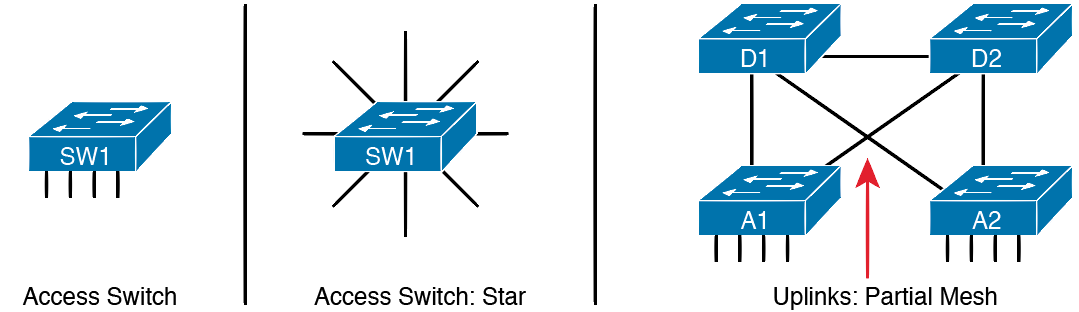 SW1
Access Switch
SW1
Access Switch: Star
D1
D2
A1
A2
Uplinks: Partial Mesh